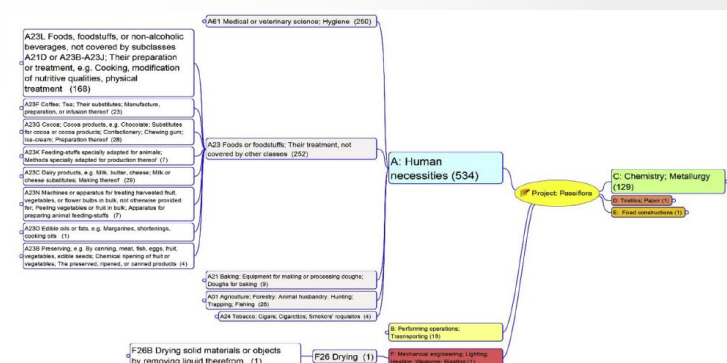 A61 Medical or veterinary science; Hygiene (250)
A23L Foods, foodstuffs, or non-alcoholic
beverages, not covered by subclasses
A21D or A23B-A23J; Their preparation
or treatment, e.g. Cooking, modification
of nutritive qualities, physical
treatment (168)
A23F Coffee; Tea; Their substitutes; Manufacture,
preparation, or infusion thereof (23)
A23G Cocoa; Cocoa products, e.g. Chocolate; Substitutes
for cocoa or cocoa products; Confectionery; Chewing gum;
Ice-cream; Preparation thereof (28)
A23K Feeding-stuffs specially adapted for animals;
Methods specially adapted for production thereof (7)
A23C Dairy products, e.g. Milk, butter, cheese; Milk or
cheese substitutes; Making thereof (29)
A23N Machines or apparatus for treating harvested fruit,
vegetables, or flower bulbs in bulk, not otherwise provided
for; Peeling vegetables or fruit in bulk; Apparatus for
preparing animal feeding-stuffs (7)
A23D Edible oils or fats, e.g. Margarines, shortenings,
cooking oils (1)
A23B Preserving, e.g. By canning, meat, fish, eggs, fruit,
vegetables, edible seeds; Chemical ripening of fruit or
vegetables; The preserved, ripened, or canned products (4)
A23 Foods or foodstuffs; Their treatment, not
covered by other classes (252)
A21 Baking; Equipment for making or processing doughs;
Doughs for baking (9)
A01 Agriculture; Forestry; Animal husbandry; Hunting;
Trapping; Fishing (26)
A24 Tobacco; Cigars; Cigarettes; Smokers' requisites (4)
A: Human
necessities (534)
Project: Passiflora
C: Chemistry; Metallurgy
(129)
D: Textiles; Paper (1)
E: Fixed constructions (1)
B: Performing operations;
Transporting (19)
F: Mechanical engineering; Lighting;
Heating; Weapons; Blasting (1)
F26 Drying (1)
F26B Drying solid materials or objects
by removing liquid therefrom (1)